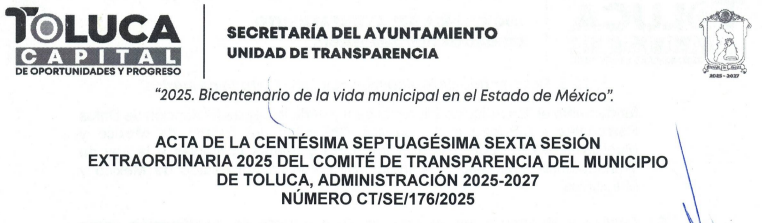 TOLUCA
CAPITAL
DE OPORTUNIDADES Y PROGRESO
SECRETARÍA DEL AYUNTAMIENTO
UNIDAD DE TRANSPARENCIA
2025 - 2027
“2025. Bicentenario de la vida municipal en el Estado de México”.
ACTA DE LA CENTÉSIMA SEPTUAGÉSIMA SEXTA SESIÓN
EXTRAORDINARIA 2025 DEL COMITÉ DE TRANSPARENCIA DEL MUNICIPIO
DE TOLUCA, ADMINISTRACIÓN 2025-2027
NÚMERO CT/SE/176/2025